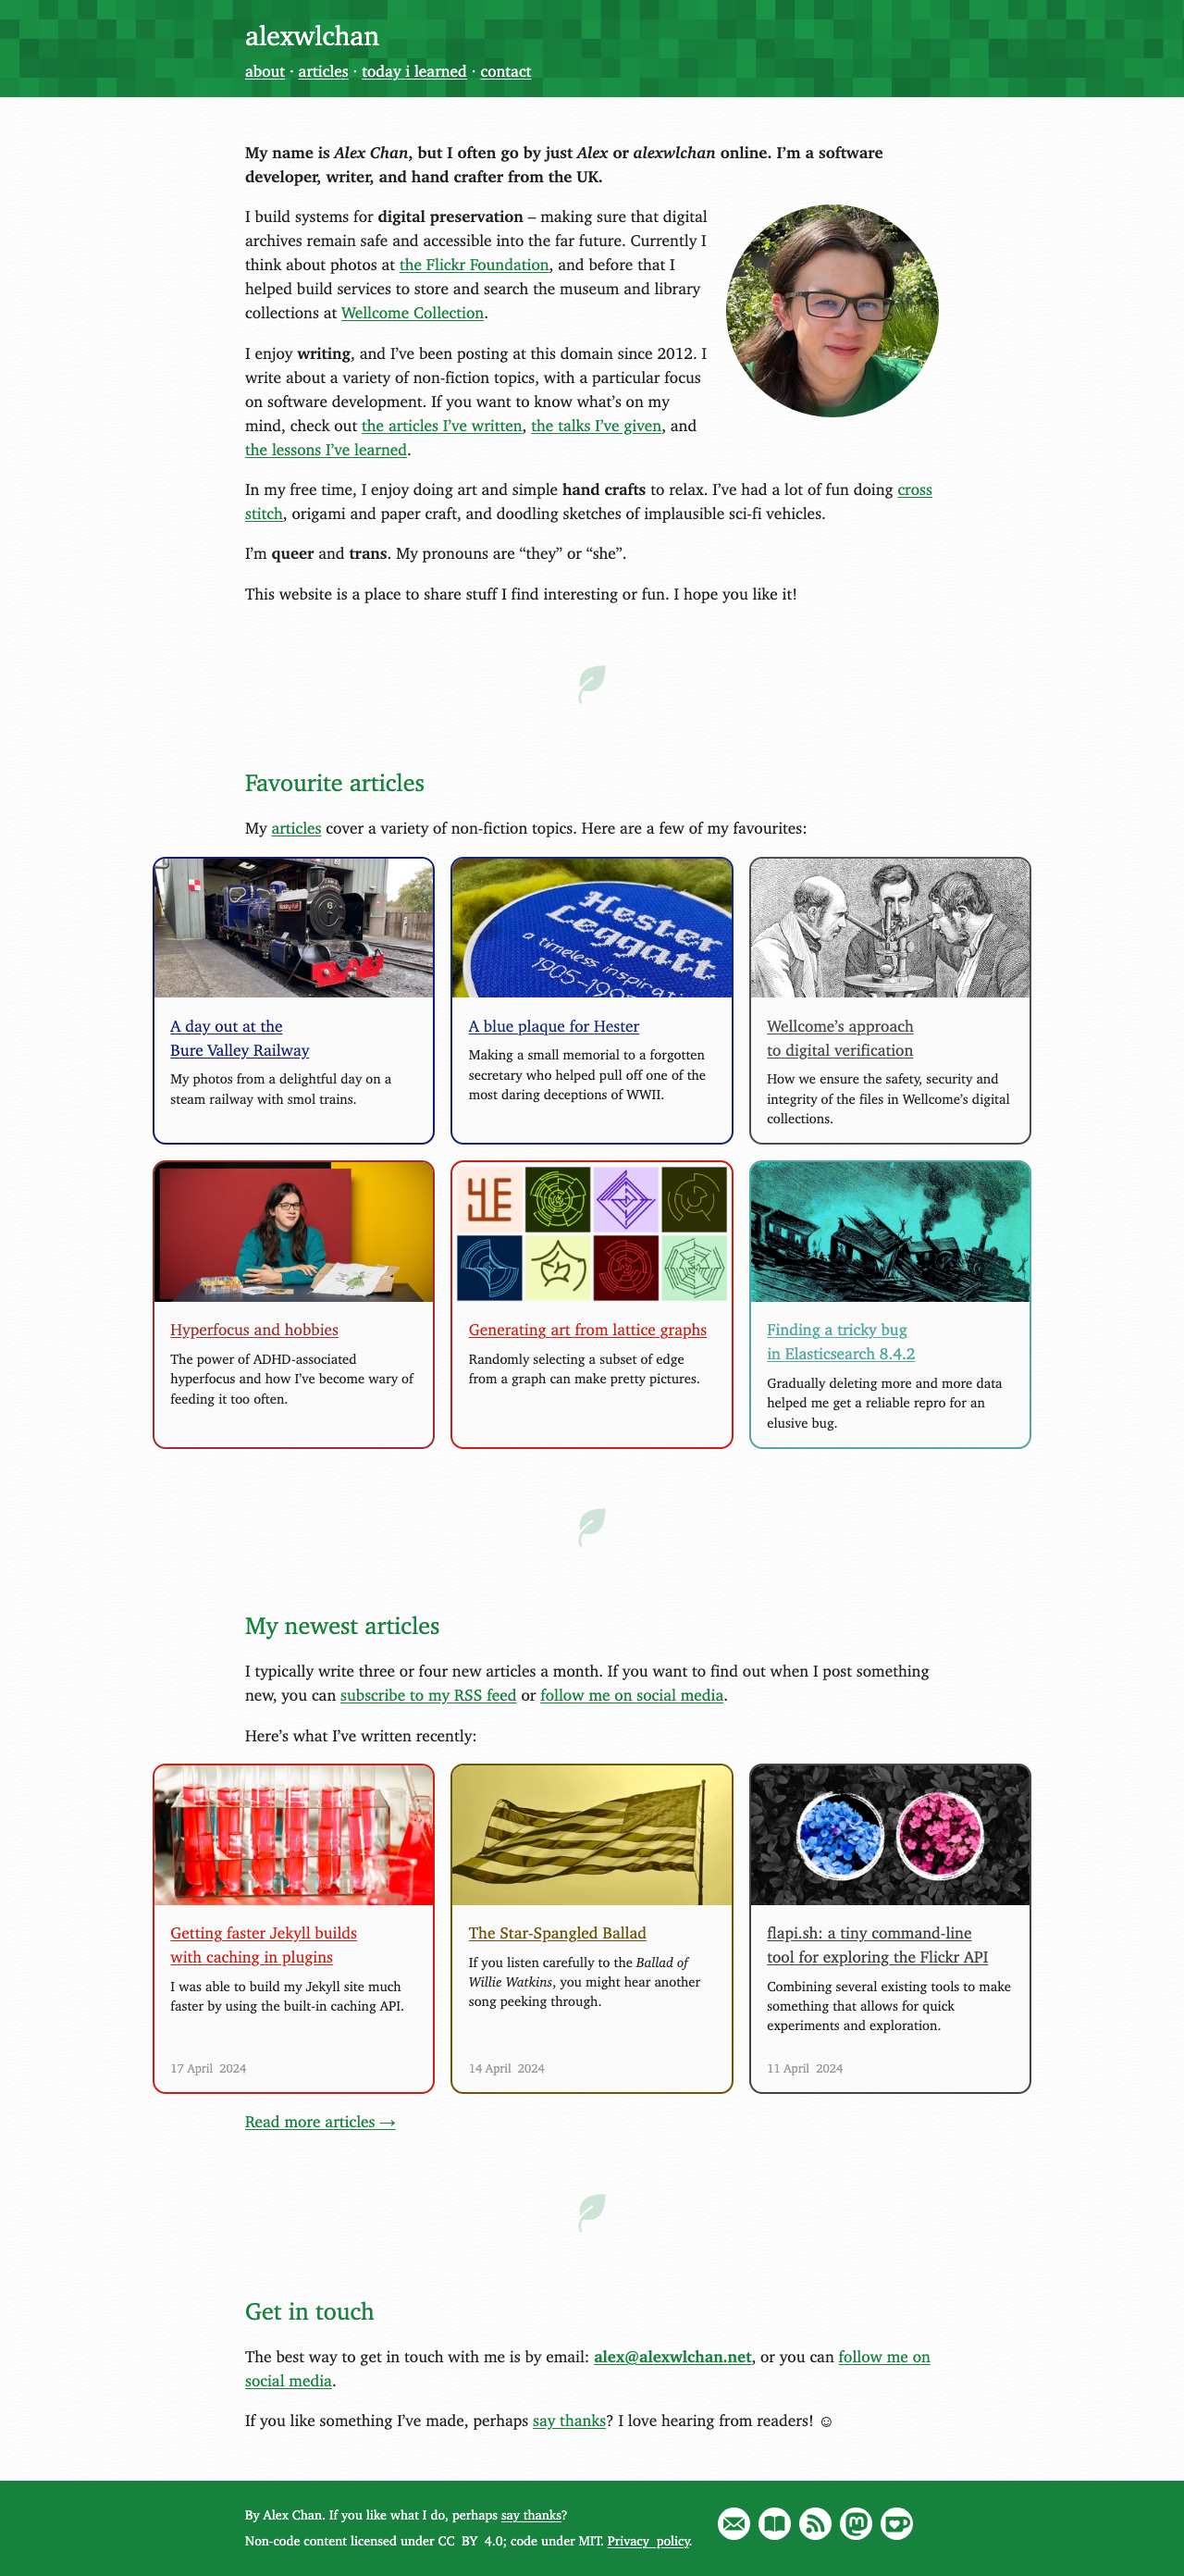 alexwlchan
about · articles · today i learned · contact
My name is Alex Chan, but I often go by just Alex or alexwlchan online. I’m a software
developer, writer, and hand crafter from the UK.
I build systems for digital preservation – making sure that digital
archives remain safe and accessible into the far future. Currently I
think about photos at the Flickr Foundation, and before that I
helped build services to store and search the museum and library
collections at Wellcome Collection.
I enjoy writing, and I’ve been posting at this domain since 2012. I
write about a variety of non-fiction topics, with a particular focus
on software development. If you want to know what’s on my
mind, check out the articles I’ve written, the talks I’ve given, and
the lessons I’ve learned.
In my free time, I enjoy doing art and simple hand crafts to relax. I’ve had a lot of fun doing cross
stitch, origami and paper craft, and doodling sketches of implausible sci-fi vehicles.
I’m queer and trans. My pronouns are “they” or “she”.
This website is a place to share stuff I find interesting or fun. I hope you like it!
Favourite articles
My articles cover a variety of non-fiction topics. Here are a few of my favourites:
6
A day out at the
Bure Valley Railway
My photos from a delightful day on a
steam railway with smol trains.
Hester
Leggatt
a timeless inspirati
1905–199
A blue plaque for Hester
Making a small memorial to a forgotten
secretary who helped pull off one of the
most daring deceptions of WWII.
Wellcome’s approach
to digital verification
How we ensure the safety, security and
integrity of the files in Wellcome’s digital
collections.
Hyperfocus and hobbies
The power of ADHD-associated
hyperfocus and how I’ve become wary of
feeding it too often.
Generating art from lattice graphs
Randomly selecting a subset of edge
from a graph can make pretty pictures.
Finding a tricky bug
in Elasticsearch 8.4.2
Gradually deleting more and more data
helped me get a reliable repro for an
elusive bug.
My newest articles
I typically write three or four new articles a month. If you want to find out when I post something
new, you can subscribe to my RSS feed or follow me on social media.
Here’s what I’ve written recently:
Getting faster Jekyll builds
with caching in plugins
I was able to build my Jekyll site much
faster by using the built-in caching API.
17 April 2024
The Star-Spangled Ballad
If you listen carefully to the Ballad of
Willie Watkins, you might hear another
song peeking through.
14 April 2024
flapi.sh: a tiny command-line
tool for exploring the Flickr API
Combining several existing tools to make
something that allows for quick
experiments and exploration.
11 April 2024
Read more articles →
Get in touch
The best way to get in touch with me is by email: alex@alexwlchan.net, or you can follow me on
social media.
If you like something I’ve made, perhaps say thanks? I love hearing from readers! ☺
By Alex Chan. If you like what I do, perhaps say thanks?
Non-code content licensed under CC BY 4.0; code under MIT. Privacy policy.